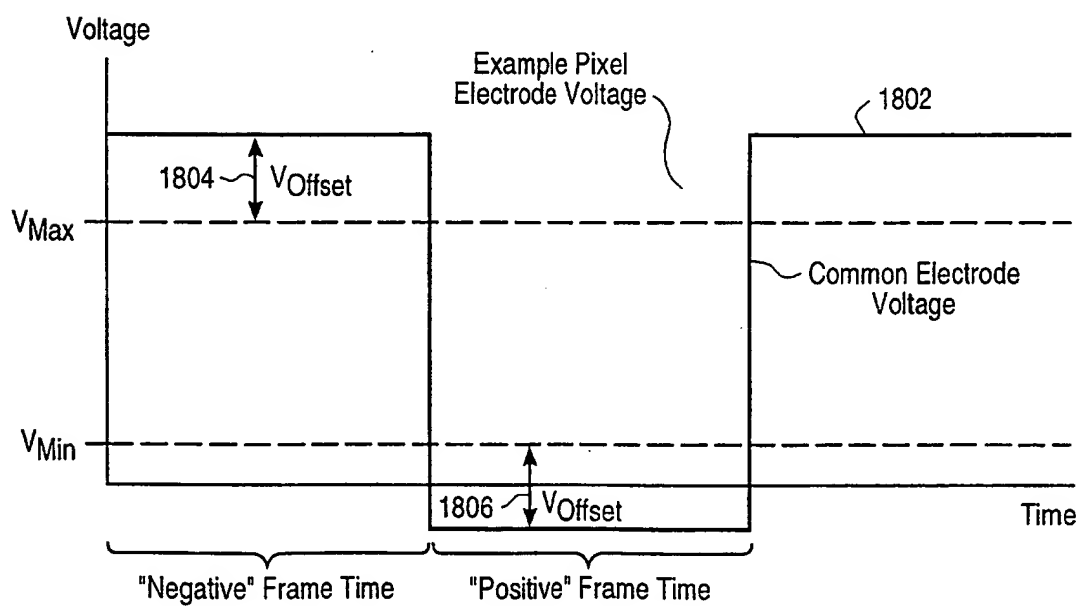 Voltage
Example Pixel
Electrode Voltage
1802
1804
VOffset
VMax
Common Electrode
Voltage
VMin
1806
VOffset
Time
"Negative" Frame Time
"Positive" Frame Time